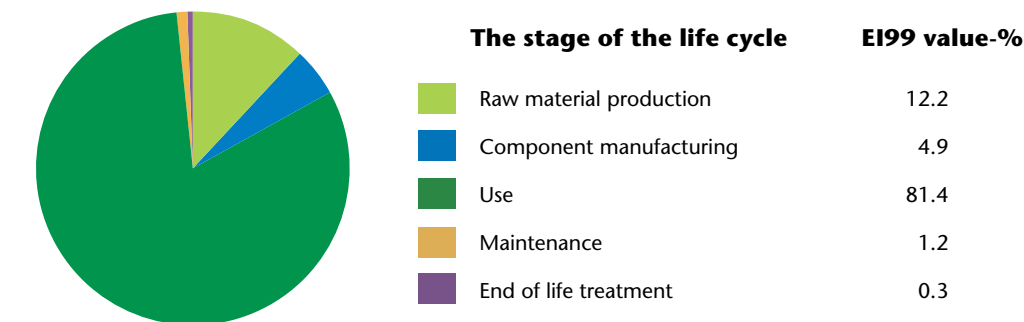 The stage of the life cycle EI99 value-%
Raw material production 12.2
Component manufacturing 4.9
Use 81.4
Maintenance 1.2
End of life treatment 0.3